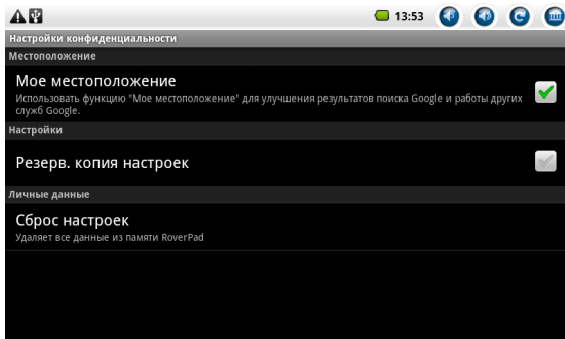 13:53
Настройки конфиденциальности
Местоположение
Мое местоположение
Использовать функцию "Мое местоположение" для улучшения результатов поиска Google и работы других
служб Google.
Настройки
Резерв. копия настроек
Личные данные
Сброс настроек
Удаляет все данные из памяти RoverPad